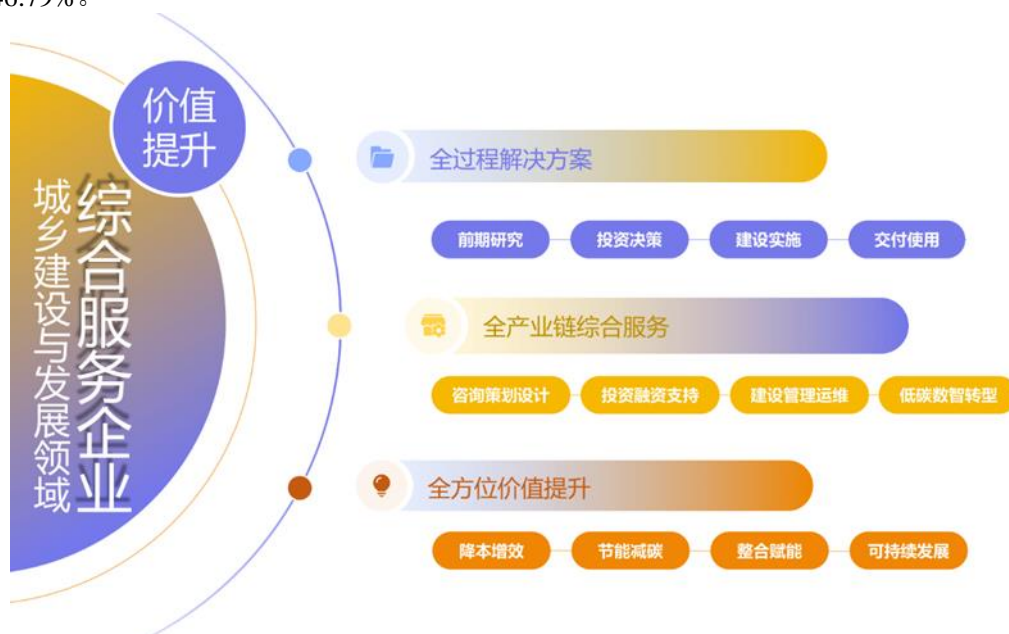 价值
提升
城乡建设与发展领域
综合服务企业
全过程解决方案
前期研究 投资决策 建设实施 交付使用
全产业链综合服务
咨询策划设计 投资融资支持 建设管理运维 低碳数智转型
全方位价值提升
降本增效 节能减碳 整合赋能 可持续发展